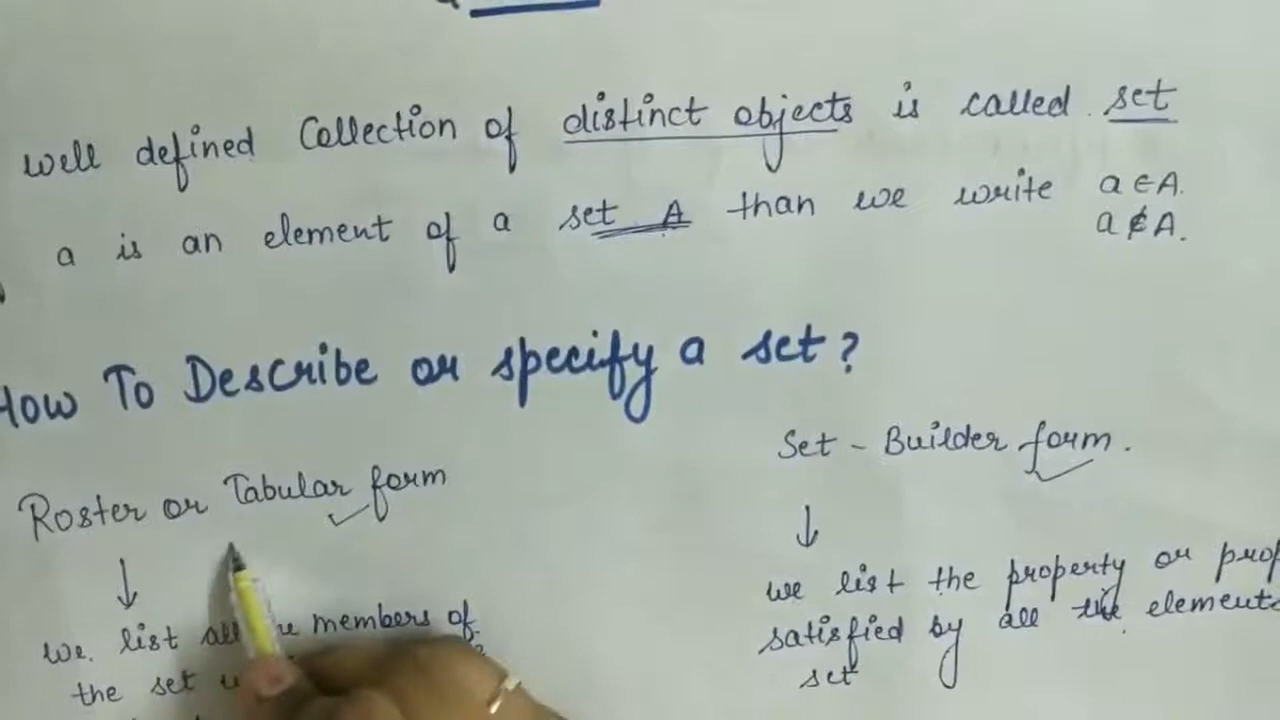 well defined Collection of distinct objects is called set
a is an element of a set A than we write a ∈ A.
a ∉ A.
How To Describe or specify a set?
Roster or Tabular form
Set - Builder form.
we list all members of
the set
we list the property or
satisfied by all the elements
set